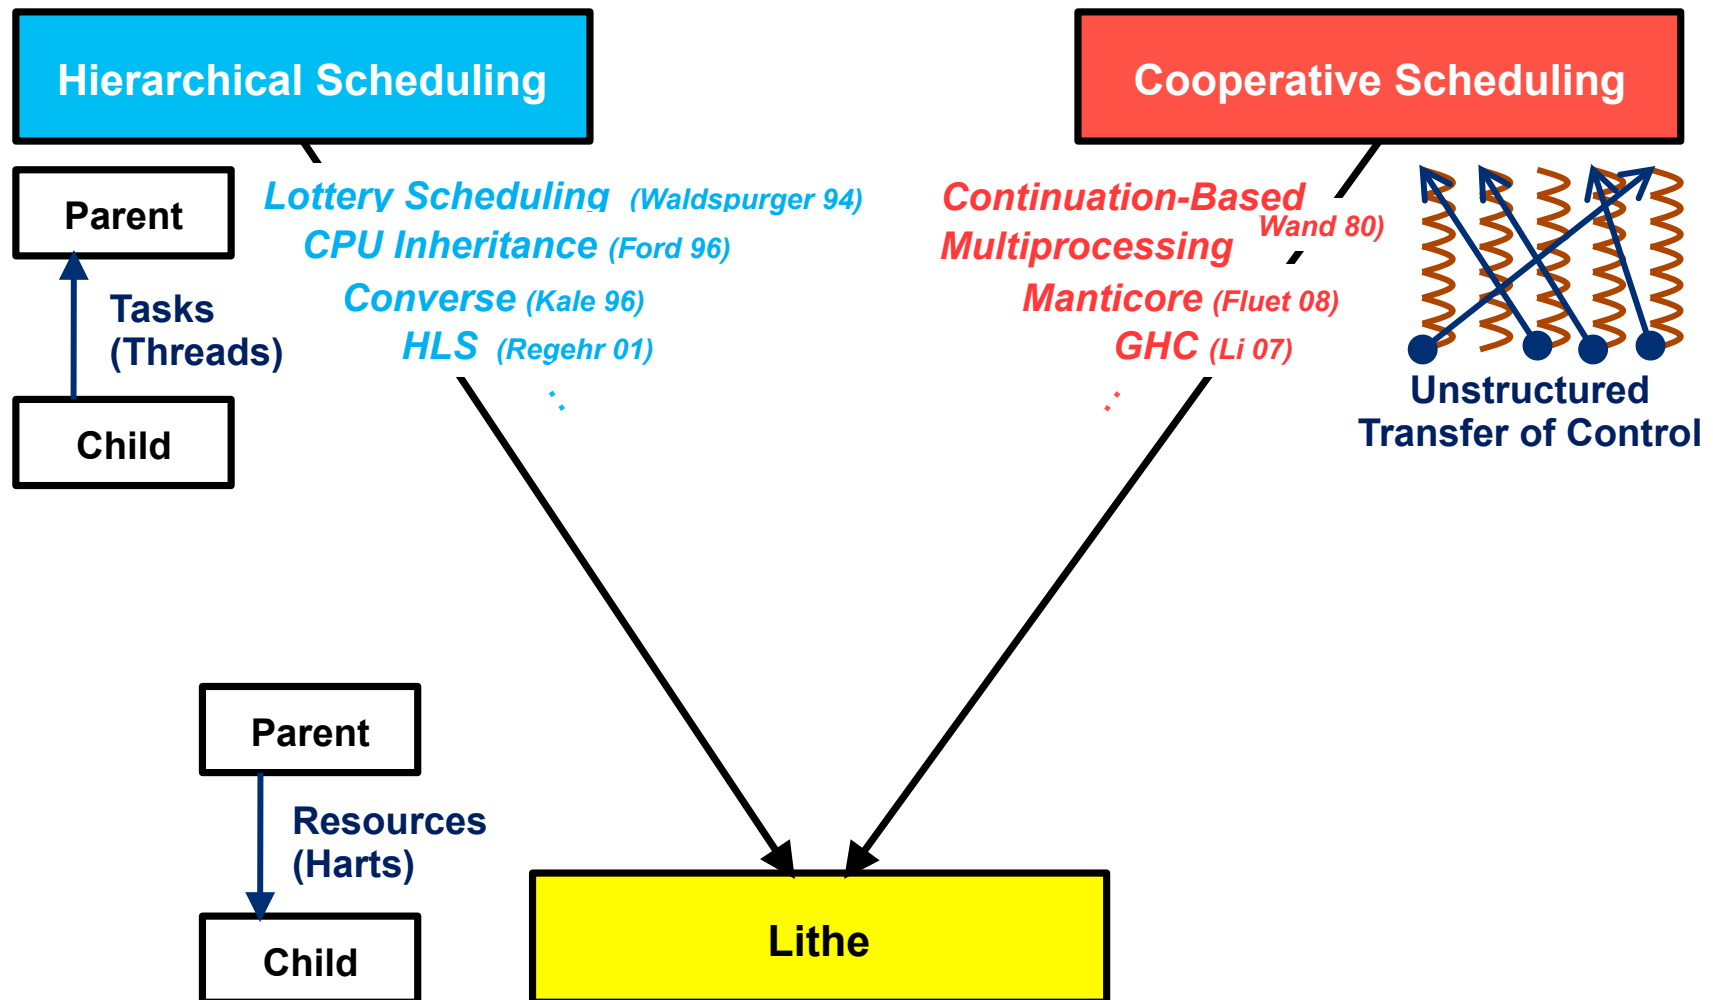 Hierarchical Scheduling
Cooperative Scheduling
Parent
Tasks
(Threads)
Child
Lottery Scheduling (Waldspurger 94)
CPU Inheritance (Ford 96)
Converse (Kale 96)
HLS (Regehr 01)
...
Continuation-Based
Multiprocessing Wand 80)
Manticore (Fluet 08)
GHC (Li 07)
...
Unstructured
Transfer of Control
Parent
Resources
(Harts)
Child
Lithe